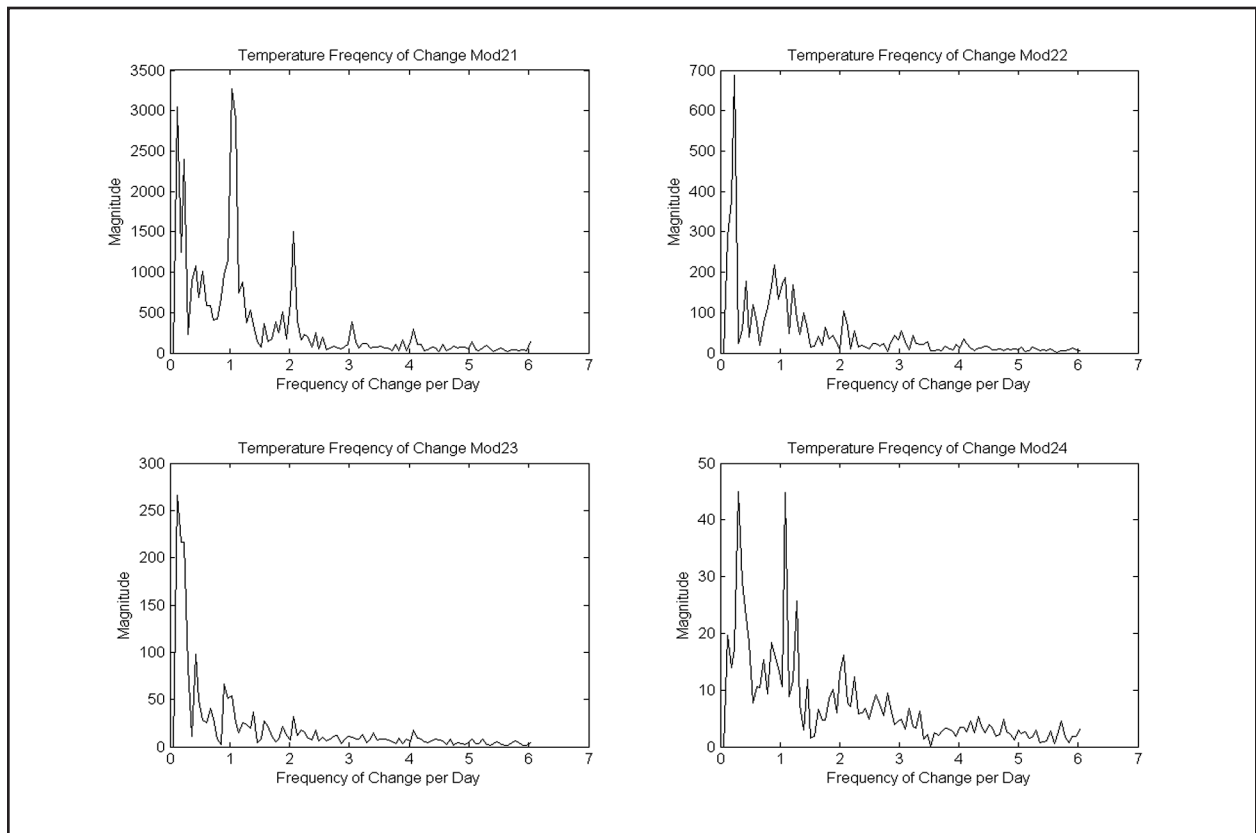 Temperature Freqency of Change Mod21
3500
3000
2500
2000
1500
1000
500
0
Magnitude
0 1 2 3 4 5 6 7
Frequency of Change per Day
Temperature Freqency of Change Mod22
700
600
500
400
300
200
100
0
Magnitude
0 1 2 3 4 5 6 7
Frequency of Change per Day
Temperature Freqency of Change Mod23
300
250
200
150
100
50
0
Magnitude
0 1 2 3 4 5 6 7
Frequency of Change per Day
Temperature Freqency of Change Mod24
50
40
30
20
10
0
Magnitude
0 1 2 3 4 5 6 7
Frequency of Change per Day